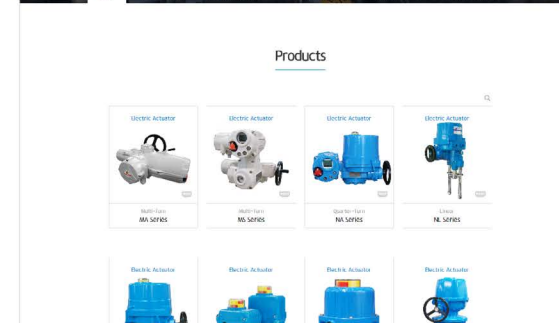 Products
Electric Actuator
Multi-Turn
MA Series
Electric Actuator
Multi-Turn
MS Series
Electric Actuator
Quarter-Turn
NA Series
Electric Actuator
Linear
NL Series
Electric Actuator
Electric Actuator
Electric Actuator
Electric Actuator